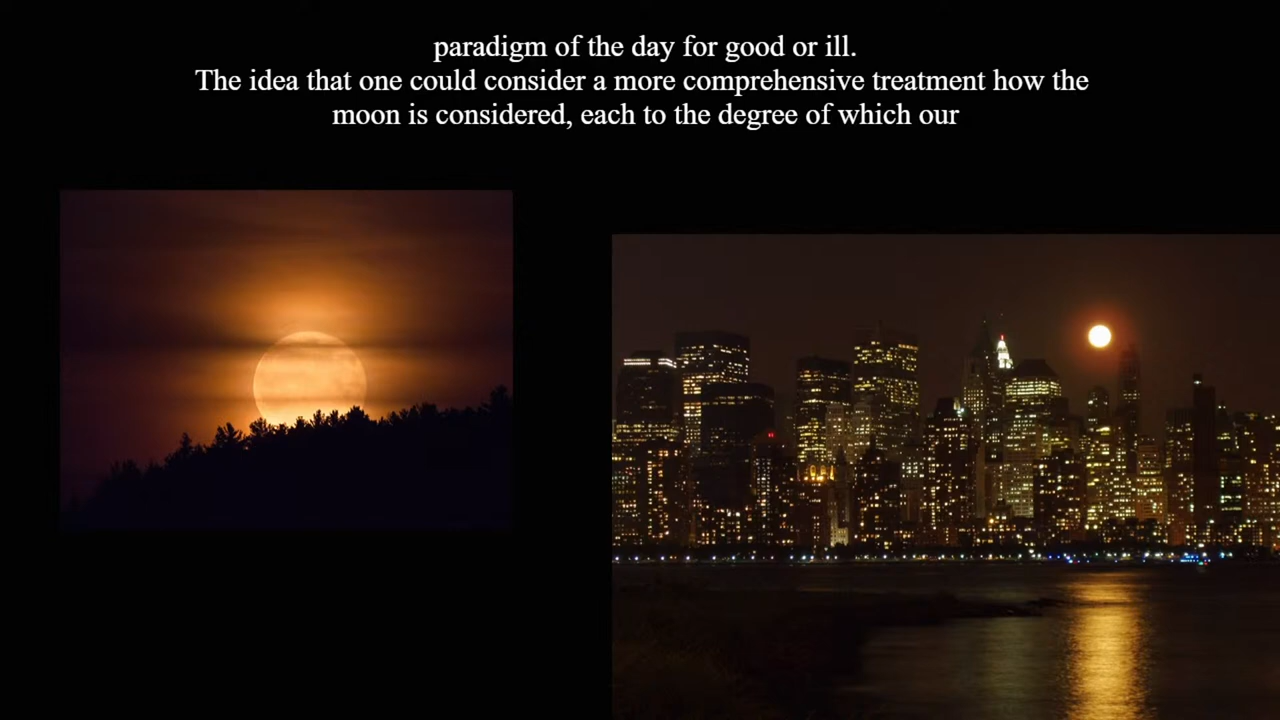 paradigm of the day for good or ill.
The idea that one could consider a more comprehensive treatment how the
moon is considered, each to the degree of which our